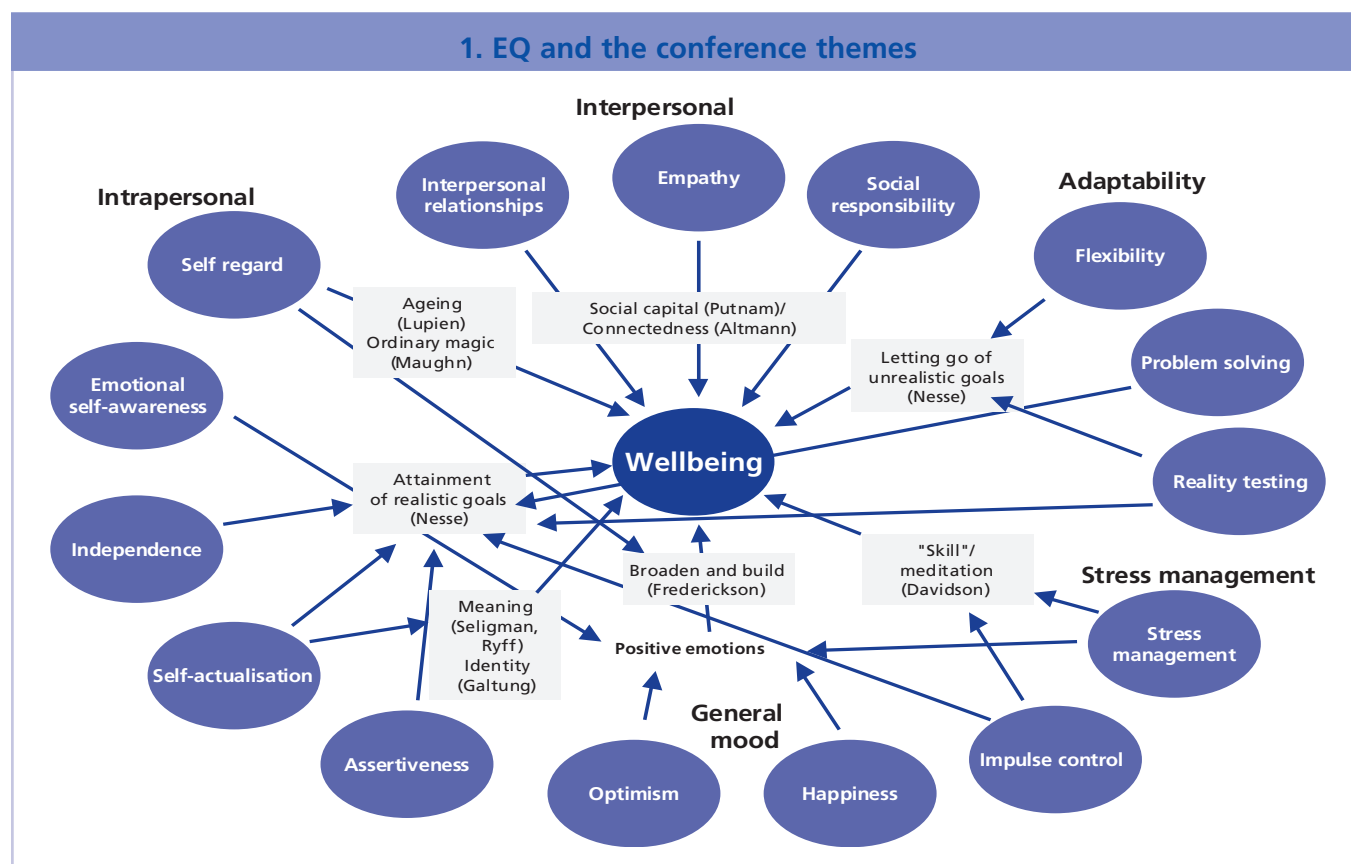 1. EQ and the conference themes
Interpersonal
Intrapersonal
Adaptability
Interpersonal
relationships
Empathy
Social
responsibility
Self regard
Flexibility
Ageing
(Lupien)
Ordinary magic
(Maughn)
Social capital (Putnam)/
Connectedness (Altmann)
Letting go of
unrealistic goals
(Nesse)
Problem solving
Emotional
self-awareness
Wellbeing
Reality testing
Attainment
of realistic goals
(Nesse)
Independence
Broaden and build
(Frederickson)
"Skill"/
meditation
(Davidson)
Stress management
Meaning
(Seligman,
Ryff)
Identity
(Galtung)
Positive emotions
Stress
management
Self-actualisation
General
mood
Assertiveness
Optimism
Happiness
Impulse control